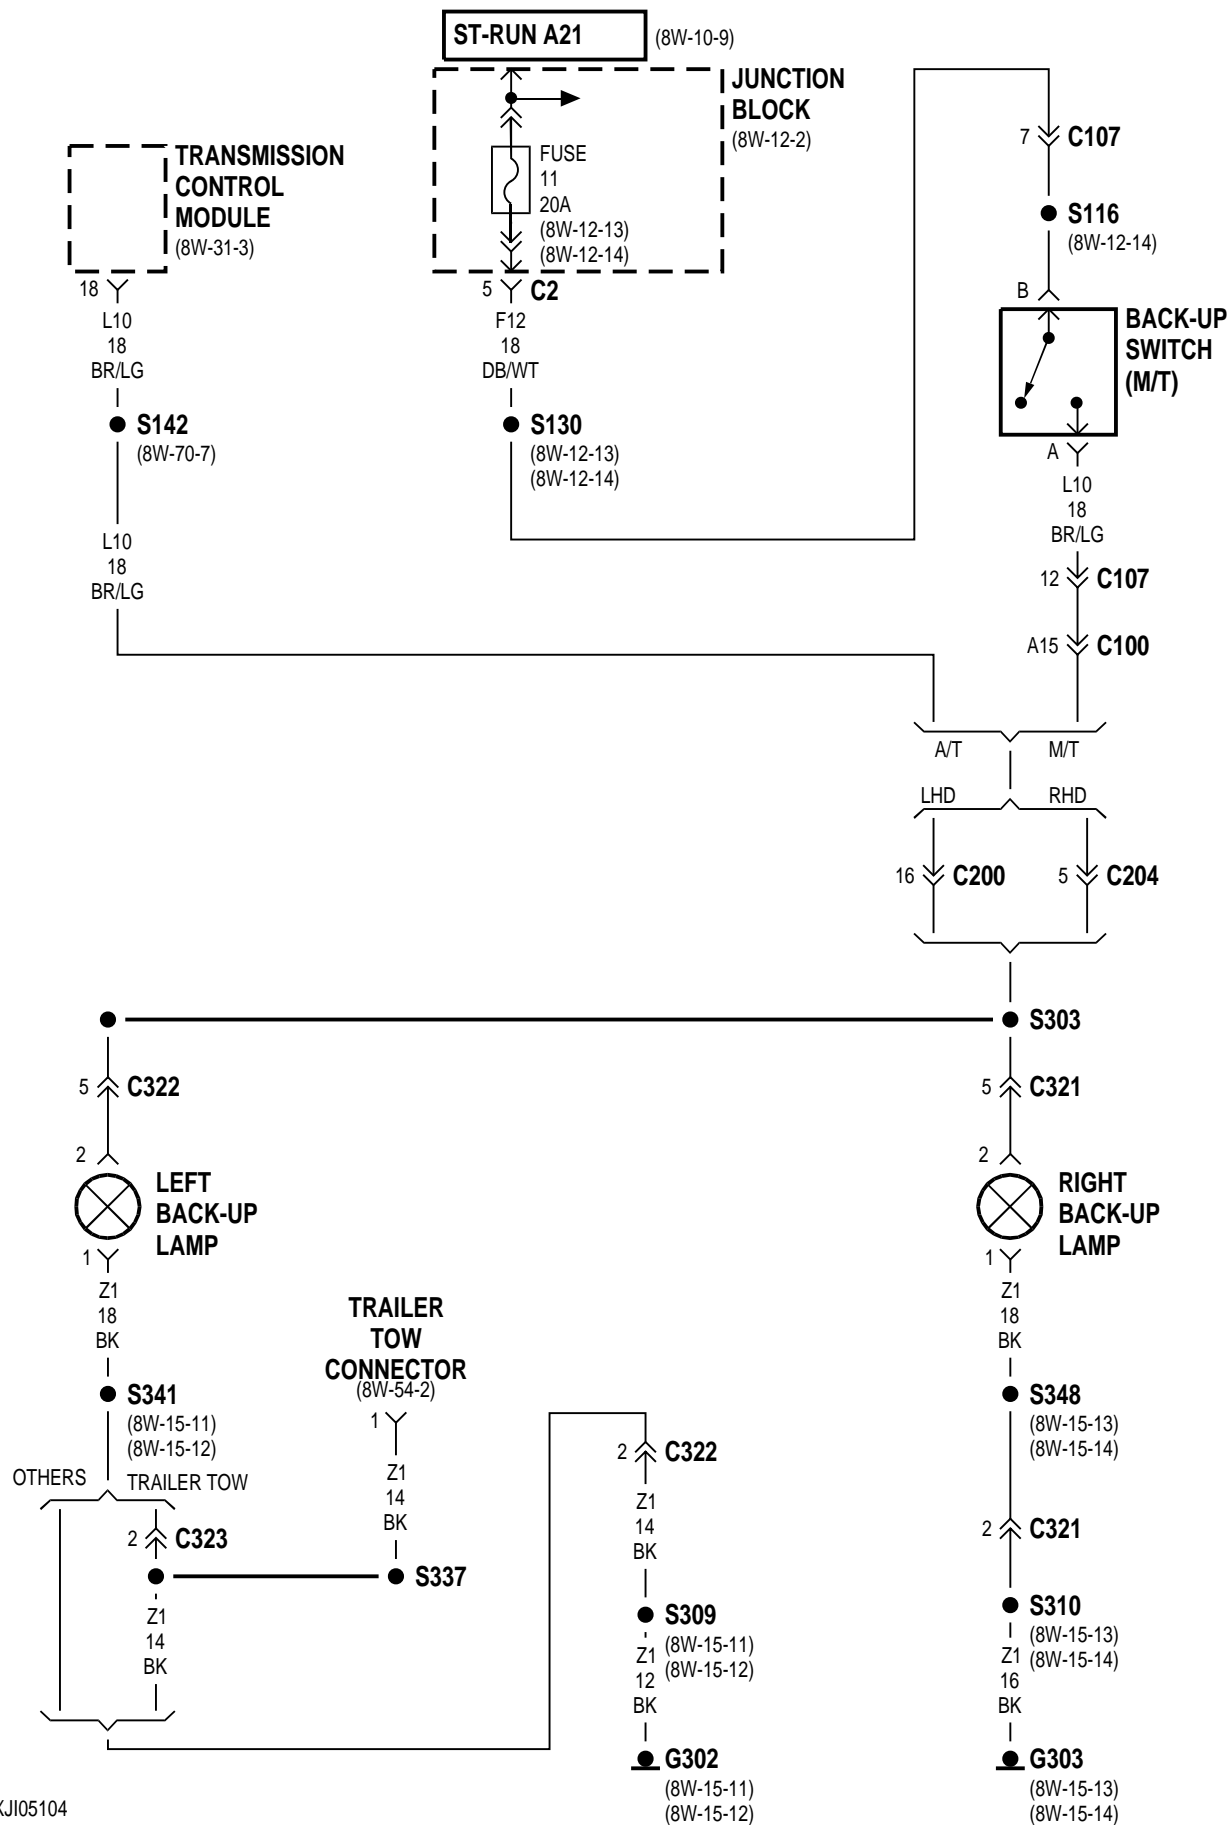 ST-RUN A21
(8W-10-9)
JUNCTION
BLOCK
(8W-12-2)
FUSE
11
20A
(8W-12-13)
(8W-12-14)
5
C2
F12
18
DB/WT
S130
(8W-12-13)
(8W-12-14)
TRANSMISSION
CONTROL
MODULE
(8W-31-3)
18
L10
18
BR/LG
S142
(8W-70-7)
L10
18
BR/LG
7
C107
S116
(8W-12-14)
B
BACK-UP
SWITCH
(M/T)
A
L10
18
BR/LG
12
C107
A15
C100
A/T
M/T
LHD
RHD
16
C200
5
C204
S303
5
C322
2
LEFT
BACK-UP
LAMP
1
Z1
18
BK
S341
(8W-15-11)
(8W-15-12)
OTHERS
TRAILER TOW
2
C323
Z1
14
BK
TRAILER
TOW
CONNECTOR
(8W-54-2)
1
Z1
14
BK
S337
2
C322
Z1
14
BK
S309
(8W-15-11)
(8W-15-12)
Z1
12
BK
G302
(8W-15-11)
(8W-15-12)
5
C321
2
RIGHT
BACK-UP
LAMP
1
Z1
18
BK
S348
(8W-15-13)
(8W-15-14)
2
C321
S310
(8W-15-13)
(8W-15-14)
Z1
16
BK
G303
(8W-15-13)
(8W-15-14)
XJI05104